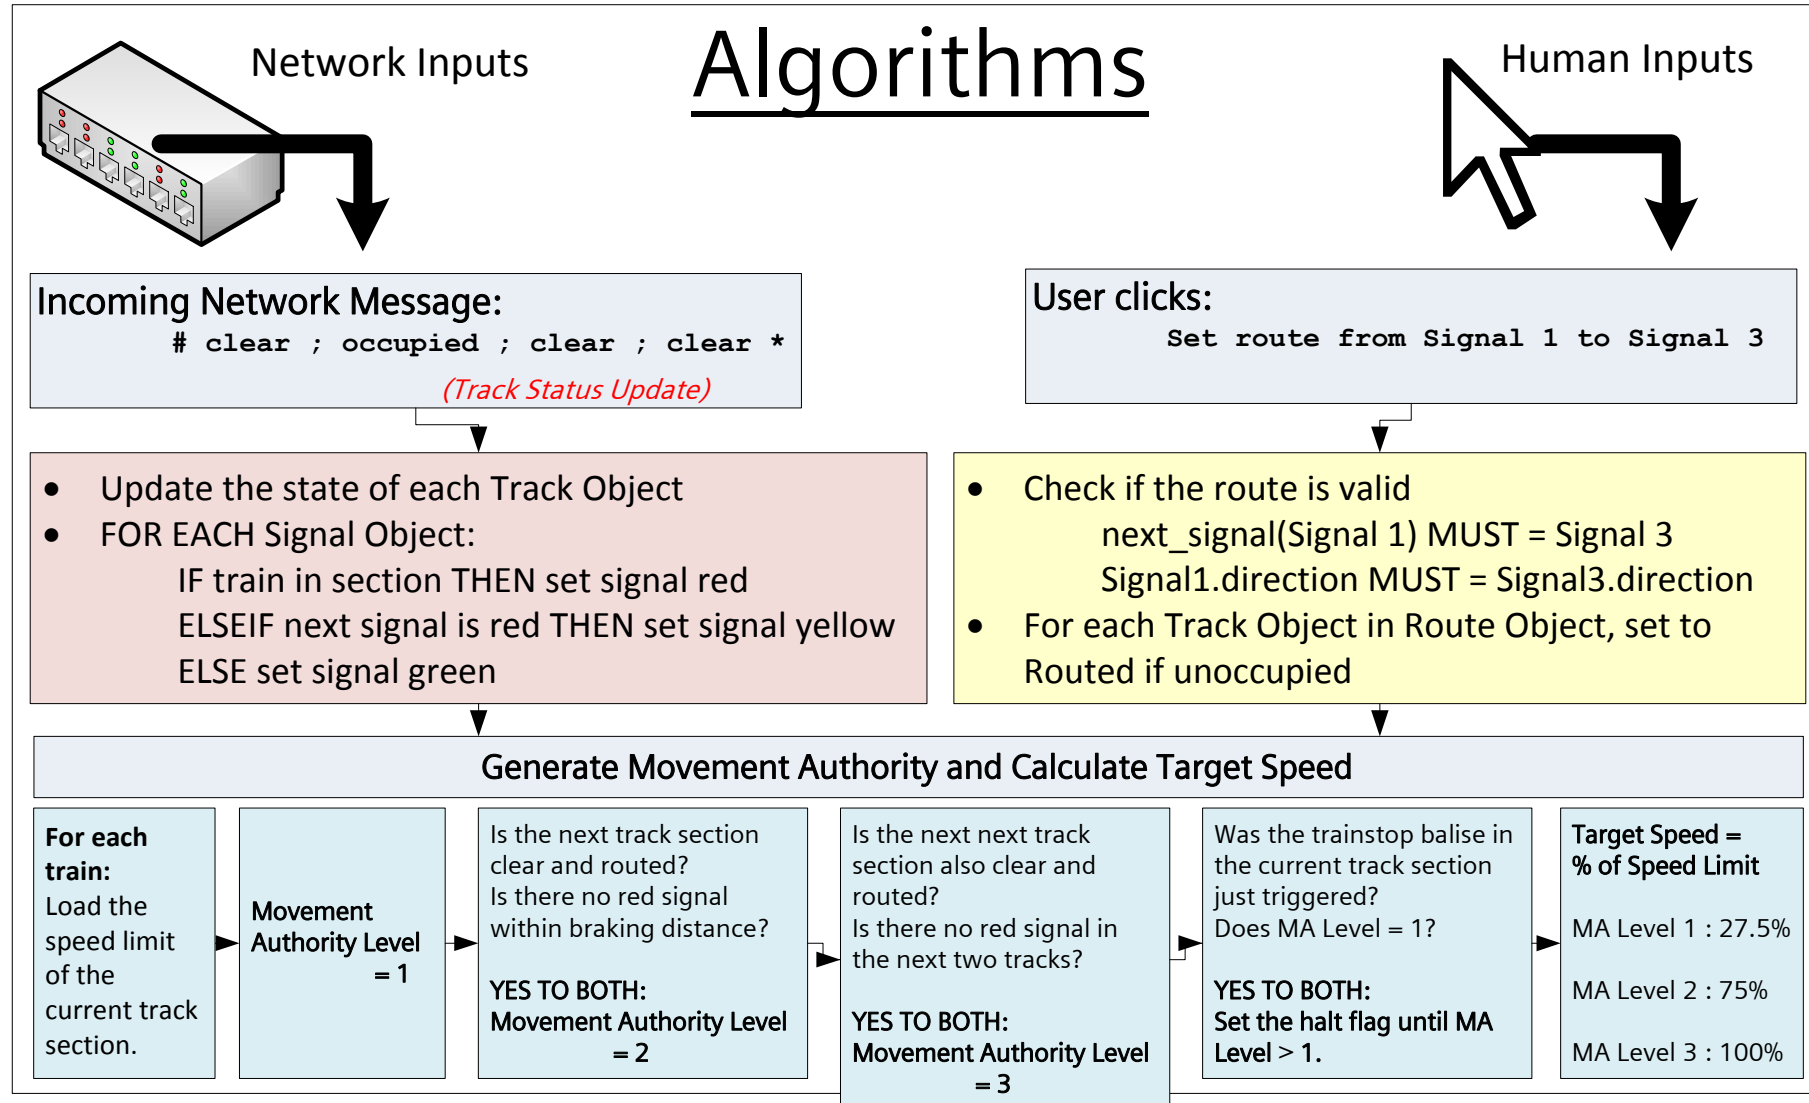 Network Inputs
Algorithms
Human Inputs
Incoming Network Message:
# clear ; occupied ; clear ; clear *
(Track Status Update)
User clicks:
Set route from Signal 1 to Signal 3
• Update the state of each Track Object
• FOR EACH Signal Object:
IF train in section THEN set signal red
ELSEIF next signal is red THEN set signal yellow
ELSE set signal green
• Check if the route is valid
next_signal(Signal 1) MUST = Signal 3
Signal1.direction MUST = Signal3.direction
• For each Track Object in Route Object, set to
Routed if unoccupied
Generate Movement Authority and Calculate Target Speed
For each
train:
Load the
speed limit
of the
current track
section.
Movement
Authority Level
= 1
Is the next track section
clear and routed?
Is there no red signal
within braking distance?
YES TO BOTH:
Movement Authority Level
= 2
Is the next next track
section also clear and
routed?
Is there no red signal in
the next two tracks?
YES TO BOTH:
Movement Authority Level
= 3
Was the trainstop balise in
the current track section
just triggered?
Does MA Level = 1?
YES TO BOTH:
Set the halt flag until MA
Level > 1.
Target Speed =
% of Speed Limit
MA Level 1 : 27.5%
MA Level 2 : 75%
MA Level 3 : 100%